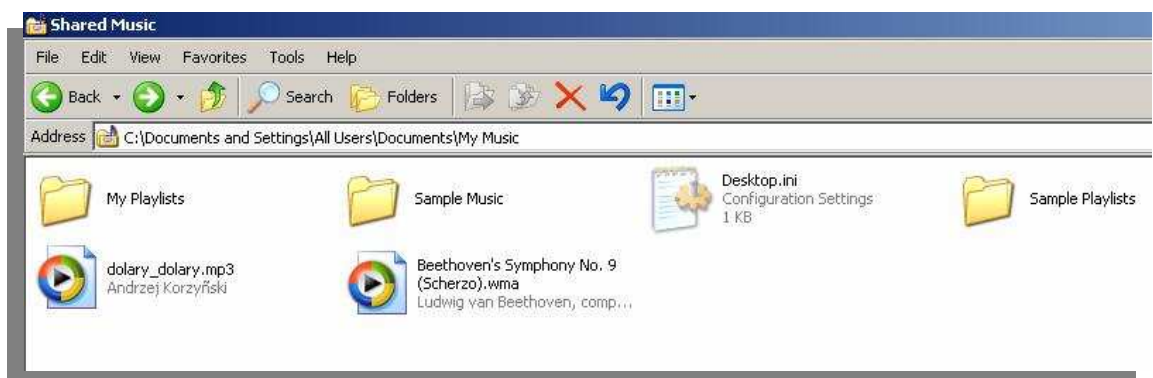 Shared Music
File Edit View Favorites Tools Help
Back Search Folders
Address C:\Documents and Settings\All Users\Documents\My Music
My Playlists
Sample Music
Desktop.ini
Configuration Settings
1 KB
Sample Playlists
dolary_dolary.mp3
Andrzej Korzyñski
Beethoven's Symphony No. 9
(Scherzo).wma
Ludwig van Beethoven, comp...